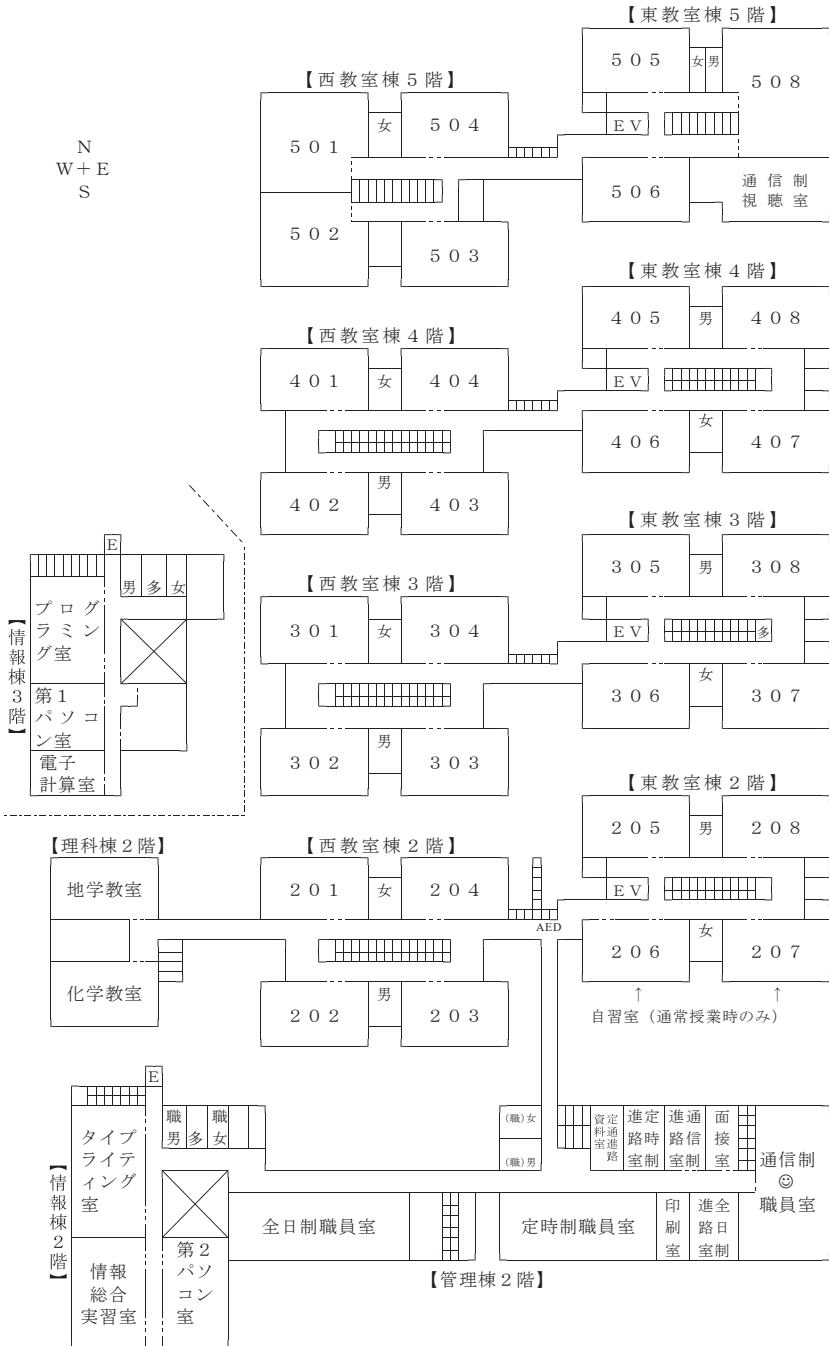 【東教室棟５階】
５０５
女
男
５０８
ＥＶ
５０６
通信制
視聴室
【西教室棟５階】
５０１
女
５０４
５０２
５０３
Ｎ
Ｗ＋Ｅ
Ｓ
【東教室棟４階】
４０５
男
４０８
ＥＶ
４０６
女
４０７
【西教室棟４階】
４０１
女
４０４
４０２
男
４０３
【東教室棟３階】
３０５
男
３０８
ＥＶ
多
３０６
女
３０７
【西教室棟３階】
３０１
女
３０４
３０２
男
３０３
【情報棟３階】
E
男
多
女
プログ
ラミン
グ室
第１
パソコ
ン室
電子
計算室
【東教室棟２階】
２０５
男
２０８
ＥＶ
２０６
女
２０７
↑
↑
自習室（通常授業時のみ）
【理科棟２階】
地学教室
化学教室
【西教室棟２階】
２０１
女
２０４
AED
２０２
男
２０３
【情報棟２階】
E
職男
多
職女
タイプ
ライテ
ィング
室
情報
総合
実習室
第２
パソ
コン
室
(職)女
(職)男
定通進路
資料室
定時制
進路室
通信制
進路室
面接室
通信制
☺
職員室
全日制職員室
定時制職員室
印刷室
全日制
進路室
【管理棟２階】